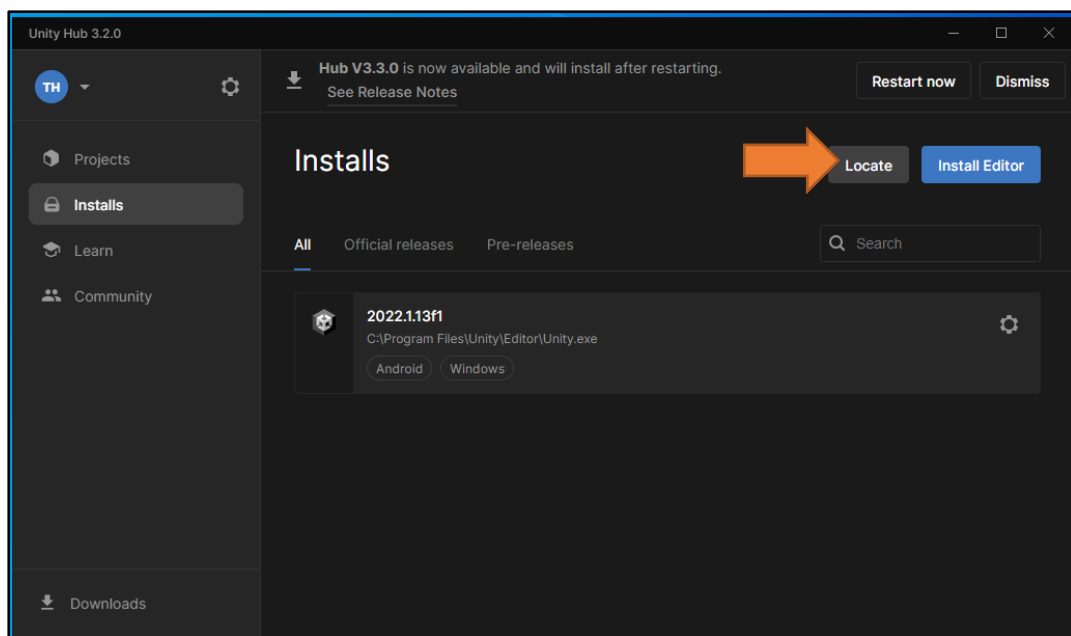 Unity Hub 3.2.0
TH
Hub V3.3.0 is now available and will install after restarting.
See Release Notes
Restart now
Dismiss
Projects
Installs
Learn
Community
Downloads
Installs
Locate
Install Editor
All
Official releases
Pre-releases
Search
2022.1.13f1
C:\Program Files\Unity\Editor\Unity.exe
Android
Windows